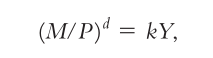 (M/P)ᵈ = kY,